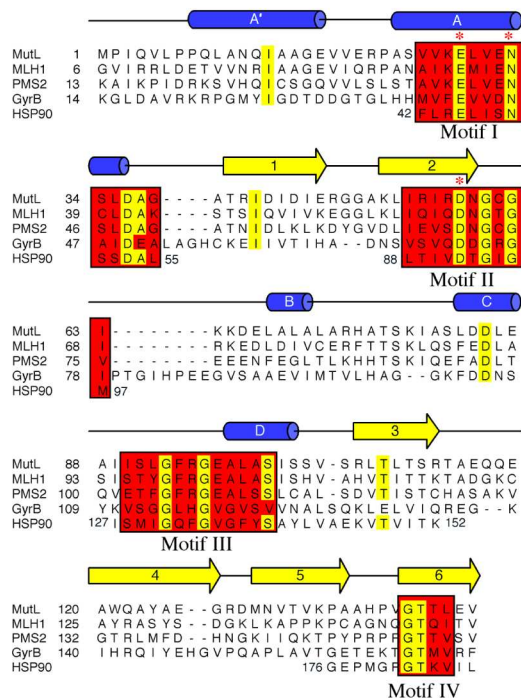 A' A
* *
MutL 1 MPIQVLPPQLANQIAAGEVVERPASVVKELVEN
MLH1 6 GVIRRLDETVVNRIAAGEVIQRPANAIKEMIEN
PMS2 13 KAIKPIDRKSVHQICSGQVVLSLSTAVKELVEN
GyrB 14 KGLDAVRKRPGMYIGDTDDGTGLHHMVFEVVDN
HSP90 42 FLRELISN
Motif I
1 2
*
MutL 34 SLDAG----ATRIDIDIERGGAKLIRIRDNGCG
MLH1 39 CLDAK----STSIQVIVKEGGLKLIQIQDNGTG
PMS2 46 SLDAG----ATNIDLKLKDYGVDLIEVSDNGCG
GyrB 47 AIDEALAGHCKEIIVTIHA-DNSVSVQDDGRG
HSP90 SSDAL 55 88 LTIVDTGIG
Motif II
B C
MutL 63 I---------KKDELALALARHATSKIASLDDLE
MLH1 68 I---------RKEDLDIVCERFTTSKLQSFEDLA
PMS2 75 V---------EEENFEGLTLKHHTSKIQEFADLT
GyrB 78 IPTGIHPEEGVSAAEVIMTVLHAG--GKFDDNS
HSP90 M 97
D 3
MutL 88 AIISLGFRGEALASISSV-SRLTLTSRTAEQQE
MLH1 93 SISTYGFRGEALASISHV-AHVTITTKTADGKC
PMS2 100 QVETFGFRGEALSSLCAL-SDVTISTCHASAKV
GyrB 109 YKVSGGLHGVGVSVVNALSQKLELVIQREG-K
HSP90 127 SMIGQFGVGFYSAYLVAEKVTVITK 152
Motif III
4 5 6
MutL 120 AWQAYAE--GRDMNVTVKPAAHPVGTTLEV
MLH1 125 AYRASYS--DGKLKAPPKPCAGNQGTQITV
PMS2 132 GTRLMFD--HNGKIIQKTPYPRPRGTTVSV
GyrB 140 IHRQIYEHGVPQAPLAVTGETEKTGTMVRF
HSP90 176 GEPMGRGTKVIL
Motif IV